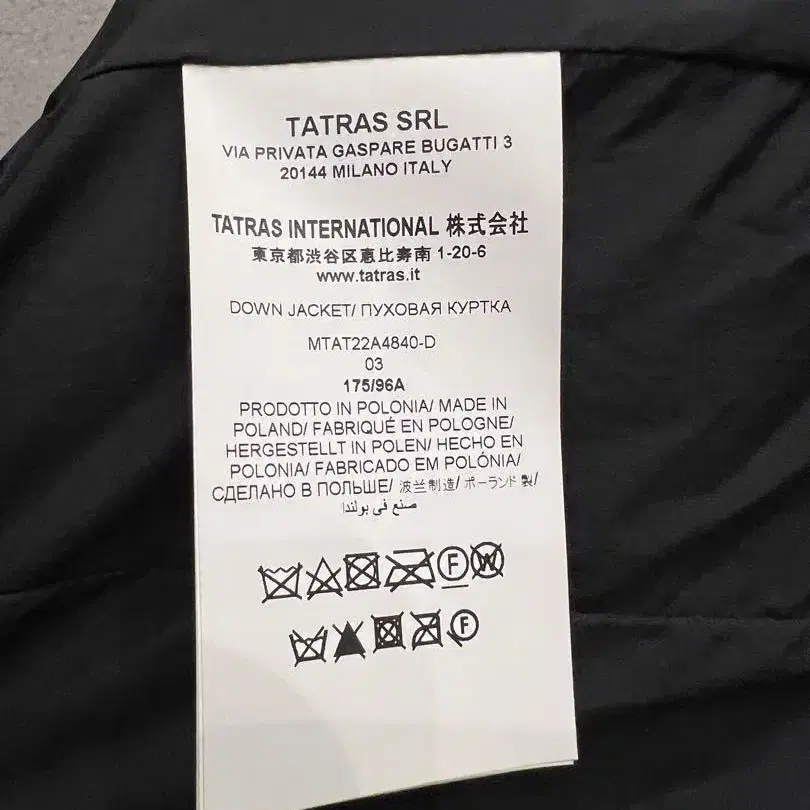 TATRAS SRL
VIA PRIVATA GASPARE BUGATTI 3
20144 MILANO ITALY
TATRAS INTERNATIONAL 株式会社
東京都渋谷区恵比寿南 1-20-6
www.tatras.it
DOWN JACKET/ ПУХОВАЯ КУРТКА
MTAT22A4840-D
03
175/96A
PRODOTTO IN POLONIA/ MADE IN
POLAND/ FABRIQUÉ EN POLOGNE/
HERGESTELLT IN POLEN/ HECHO EN
POLONIA/ FABRICADO EM POLÓNIA/
СДЕЛАНО В ПОЛЬШЕ/ 波兰制造/ ポーランド製/
صنع في بولندا
F W
F